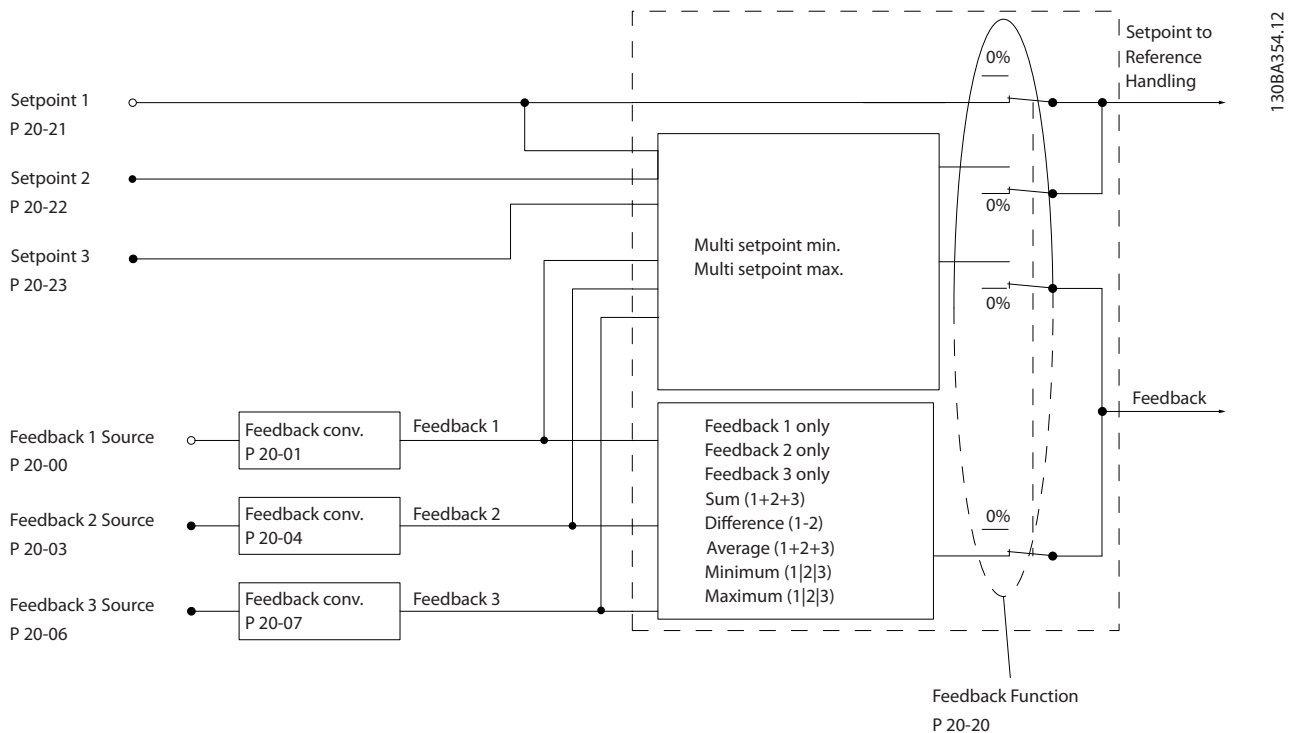 130BA354.12
Setpoint to
Reference
Handling
0%
Setpoint 1
P 20-21
Setpoint 2
P 20-22
0%
Setpoint 3
P 20-23
Multi setpoint min.
Multi setpoint max.
0%
Feedback
Feedback 1 Source
P 20-00
Feedback conv.
P 20-01
Feedback 1
Feedback 2 Source
P 20-03
Feedback conv.
P 20-04
Feedback 2
Feedback 3 Source
P 20-06
Feedback conv.
P 20-07
Feedback 3
Feedback 1 only
Feedback 2 only
Feedback 3 only
Sum (1+2+3)
Difference (1-2)
Average (1+2+3)
Minimum (1|2|3)
Maximum (1|2|3)
0%
Feedback Function
P 20-20